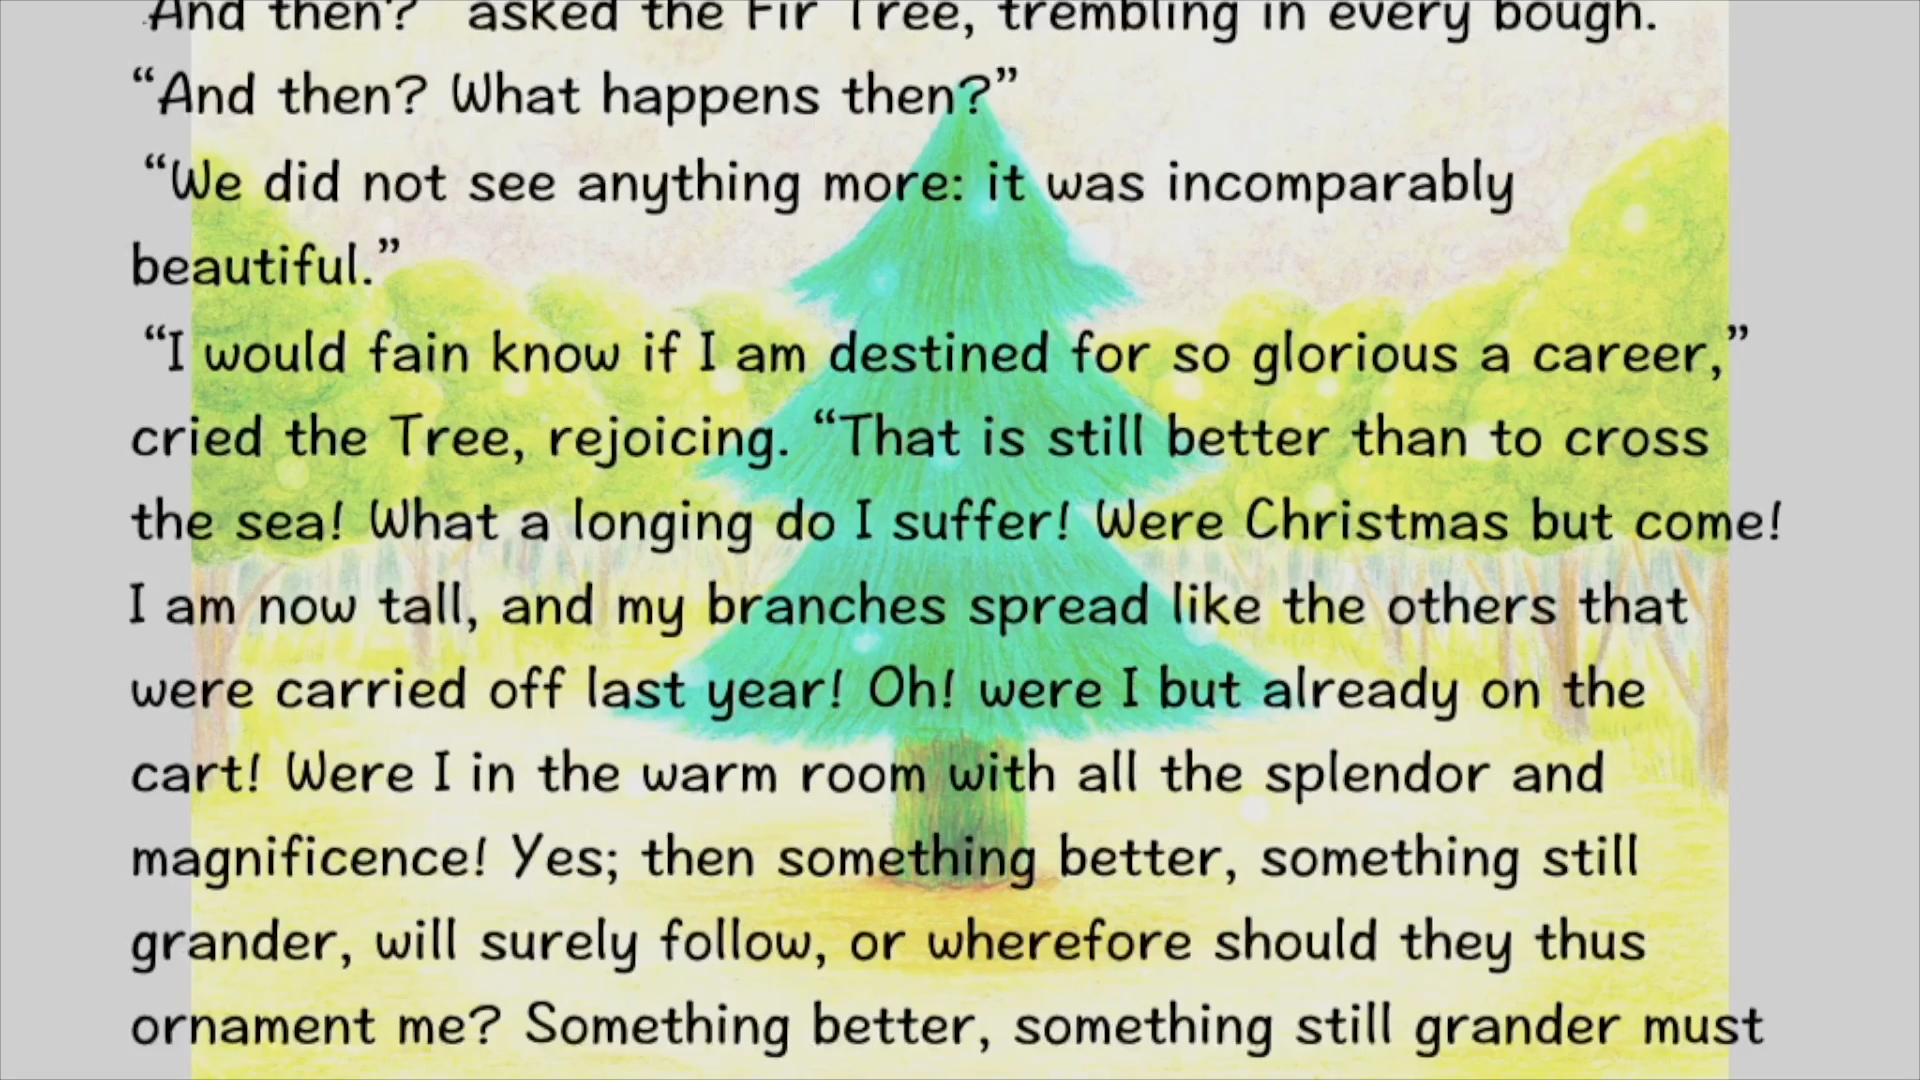 And then?” asked the Fir Tree, trembling in every bough.
“And then? What happens then?”
“We did not see anything more: it was incomparably
beautiful.”
“I would fain know if I am destined for so glorious a career,”
cried the Tree, rejoicing. “That is still better than to cross
the sea! What a longing do I suffer! Were Christmas but come!
I am now tall, and my branches spread like the others that
were carried off last year! Oh! were I but already on the
cart! Were I in the warm room with all the splendor and
magnificence! Yes; then something better, something still
grander, will surely follow, or wherefore should they thus
ornament me? Something better, something still grander must